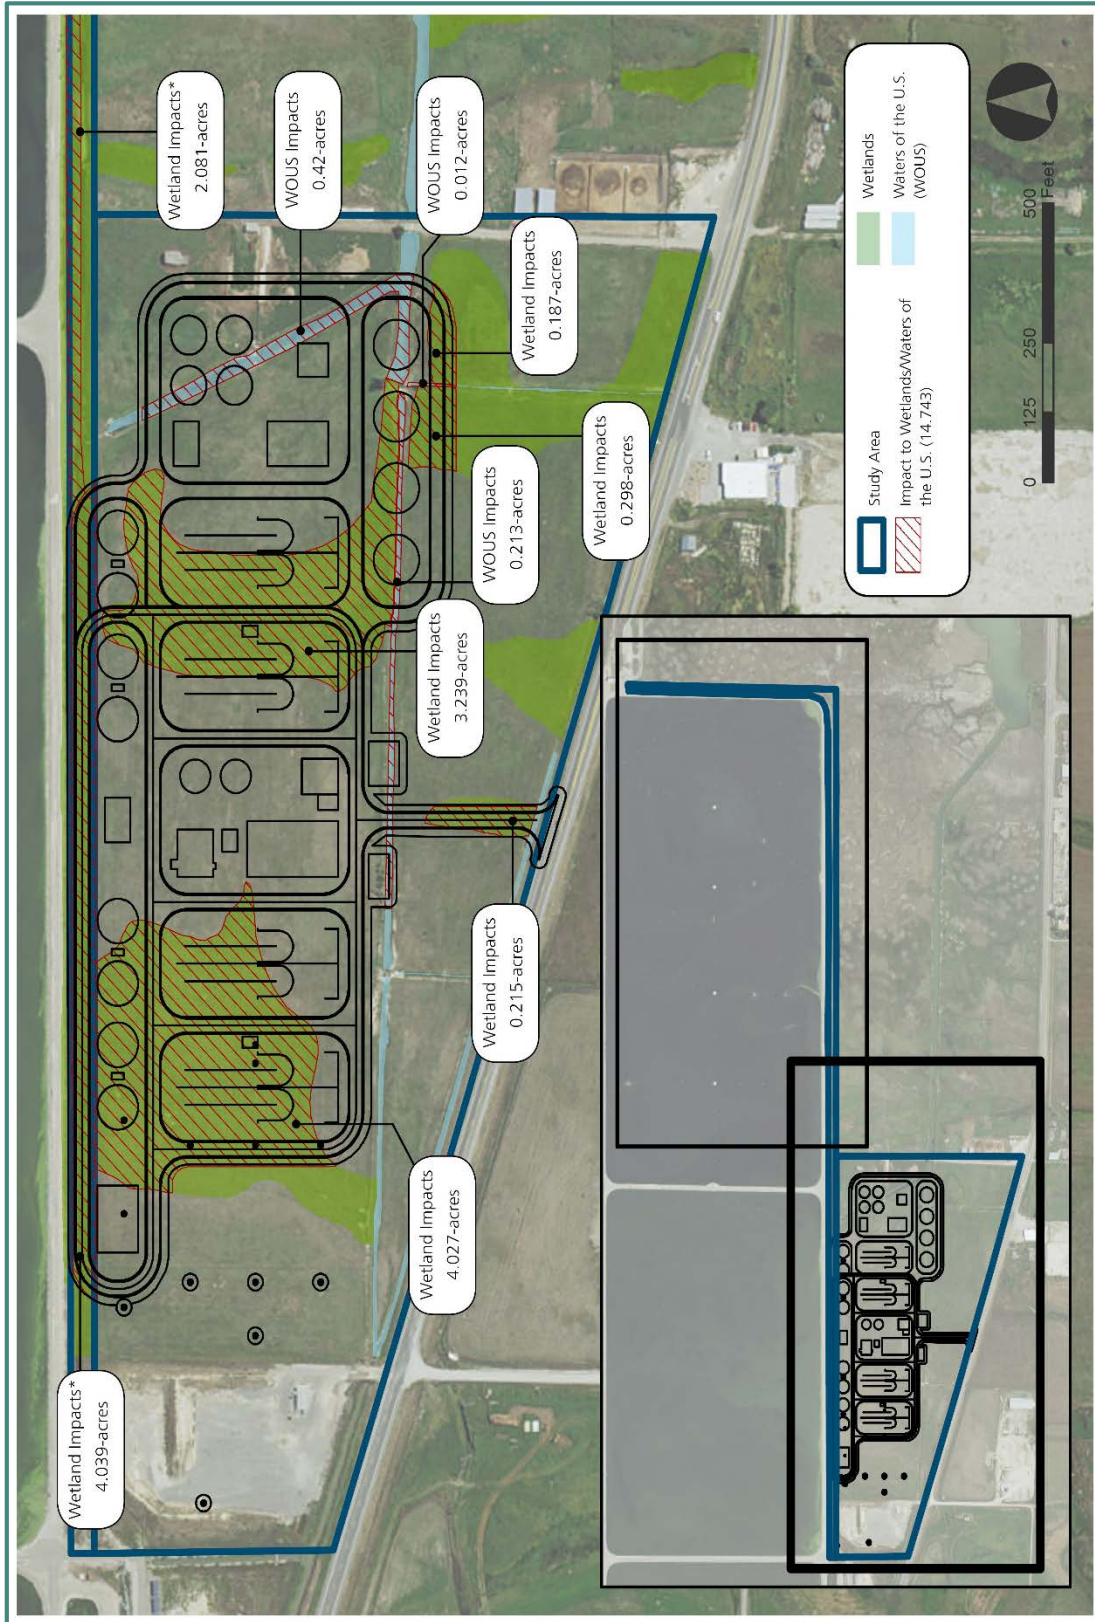 Wetland Impacts*
4.039-acres
Wetland Impacts
4.027-acres
Wetland Impacts
0.215-acres
Wetland Impacts
3.239-acres
WOUS Impacts
0.213-acres
Wetland Impacts
0.298-acres
Wetland Impacts
0.187-acres
WOUS Impacts
0.012-acres
WOUS Impacts
0.42-acres
Wetland Impacts*
2.081-acres
Study Area
Impact to Wetlands/Waters of
the U.S. (14.743)
Wetlands
Waters of the U.S.
(WOUS)
0 125 250 500
Feet